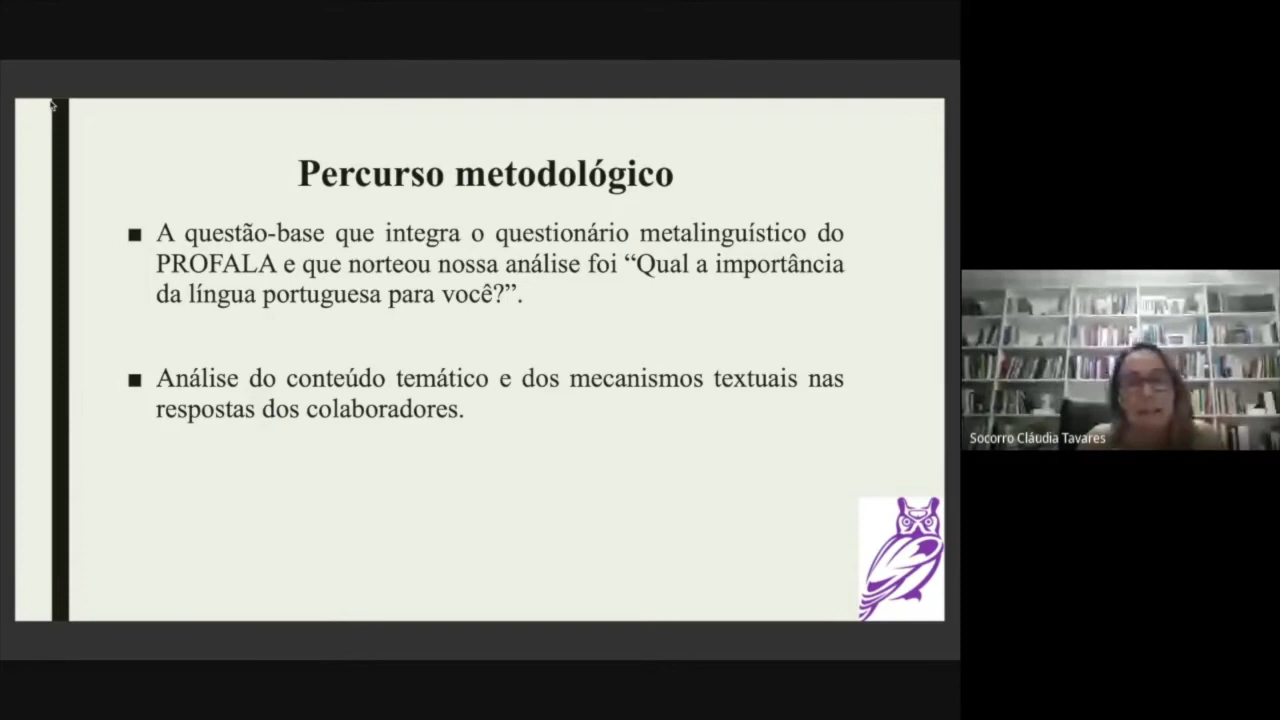 Percurso metodológico
■ A questão-base que integra o questionário metalinguístico do
PROFALA e que norteou nossa análise foi “Qual a importância
da língua portuguesa para você?”.
■ Análise do conteúdo temático e dos mecanismos textuais nas
respostas dos colaboradores.
Socorro Cláudia Tavares